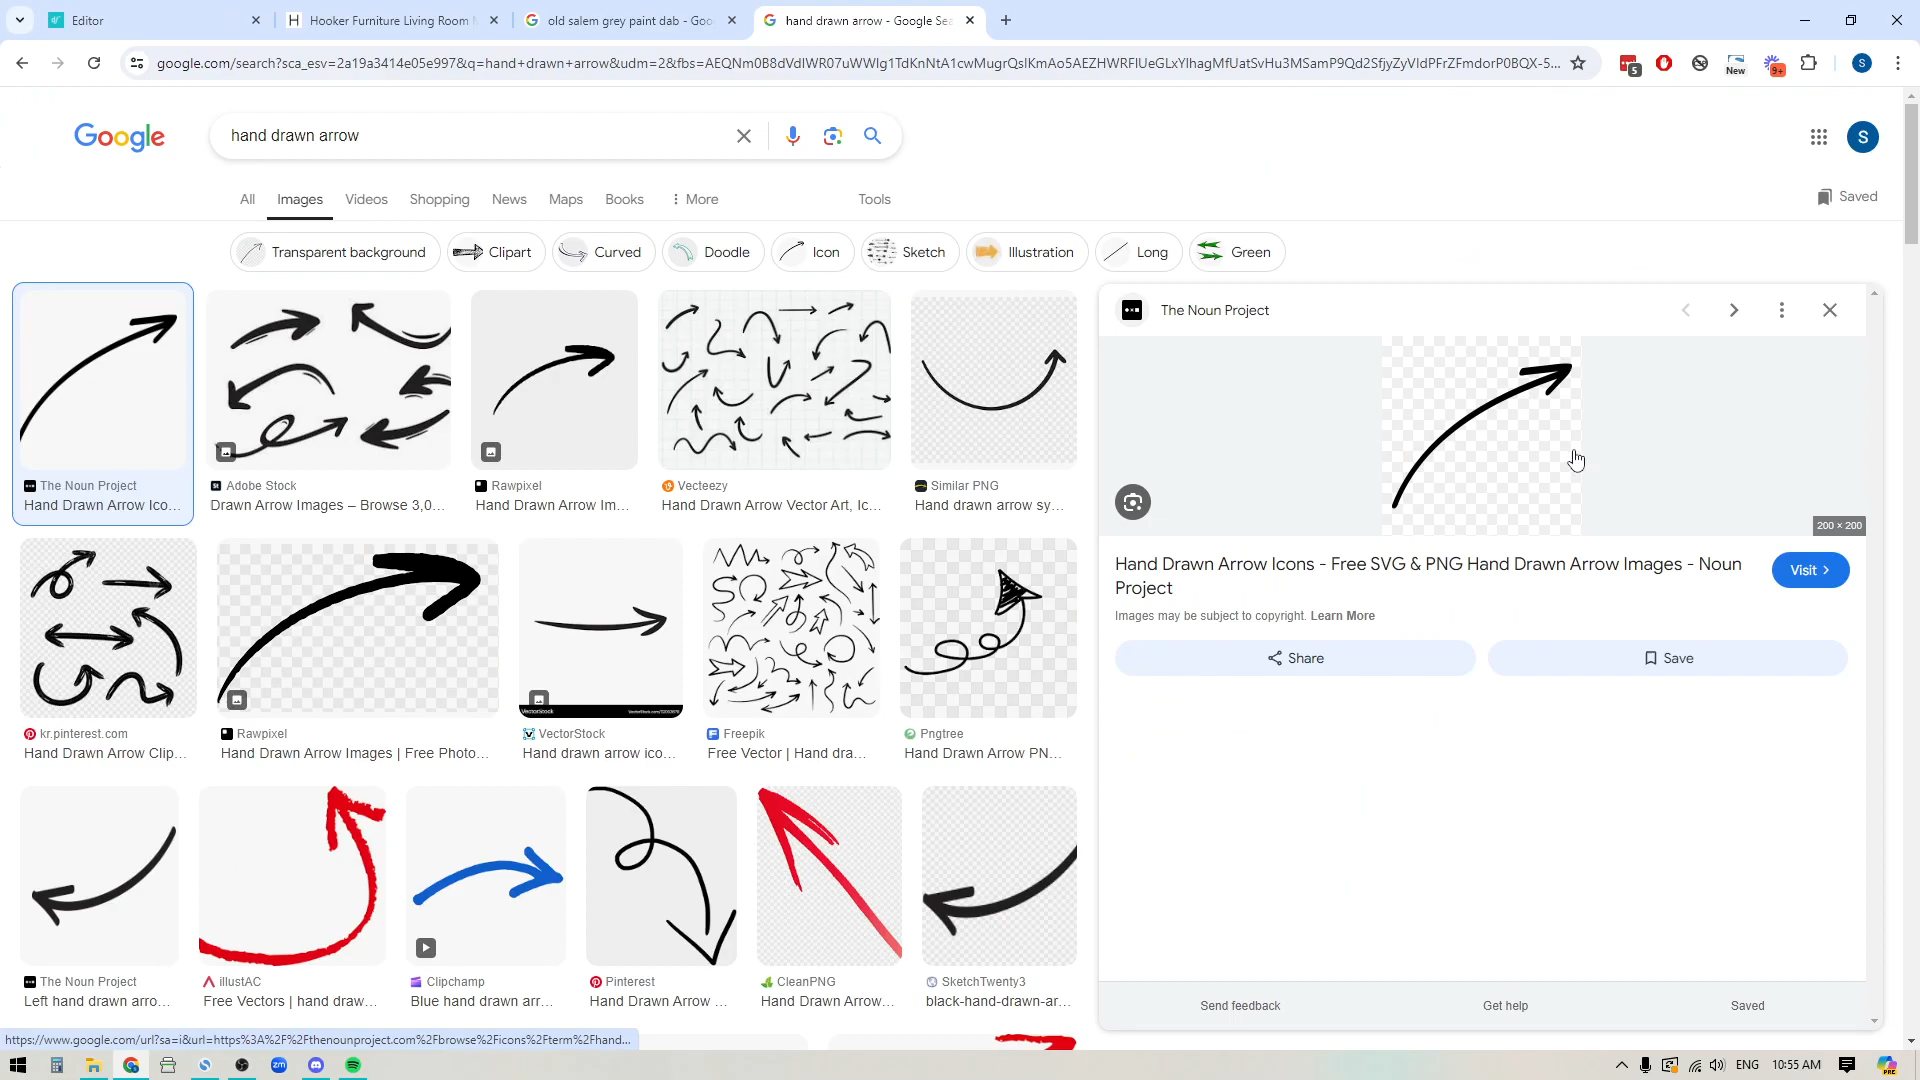 Editor
Hooker Furniture Living Room
old salem grey paint dab - Goo
hand drawn arrow - Google Sea
google.com/search?sca_esv=2a19a3414e05e997&q=hand+drawn+arrow&udm=2&fbs=AEQNm0B8dVdIWR07uWWIg1TdKnNtA1cwMugrQsIKmAo5AEZHWRFlUeGLxYlhagMfUatSvHu3MSamP9Qd2SfjyZyVldPFrZFmdorP0BQX-5...
5
New
9+
S
Google
hand drawn arrow
S
All
Images
Videos
Shopping
News
Maps
Books
More
Tools
Saved
Transparent background
Clipart
Curved
Doodle
Icon
Sketch
Illustration
Long
Green
The Noun Project
Hand Drawn Arrow Ico...
Adobe Stock
Drawn Arrow Images – Browse 3,0...
Rawpixel
Hand Drawn Arrow Im...
Vecteezy
Hand Drawn Arrow Vector Art, Ic...
Similar PNG
Hand drawn arrow sy...
kr.pinterest.com
Hand Drawn Arrow Clip...
Rawpixel
Hand Drawn Arrow Images | Free Photo...
VectorStock
VectorStock
Hand drawn arrow ico...
Freepik
Free Vector | Hand dra...
Pngtree
Hand Drawn Arrow PN...
The Noun Project
Left hand drawn arro...
illustAC
Free Vectors | hand draw...
Clipchamp
Blue hand drawn arr...
Pinterest
Hand Drawn Arrow ...
CleanPNG
Hand Drawn Arrow...
SketchTwenty3
black-hand-drawn-ar...
The Noun Project
200 × 200
Hand Drawn Arrow Icons - Free SVG & PNG Hand Drawn Arrow Images - Noun
Project
Visit
Images may be subject to copyright. Learn More
Share
Save
Send feedback
Get help
Saved
https://www.google.com/url?sa=i&url=https%3A%2F%2Fthenounproject.com%2Fbrowse%2Ficons%2Fterm%2Fhand...
zm
ENG
10:55 AM
PRE